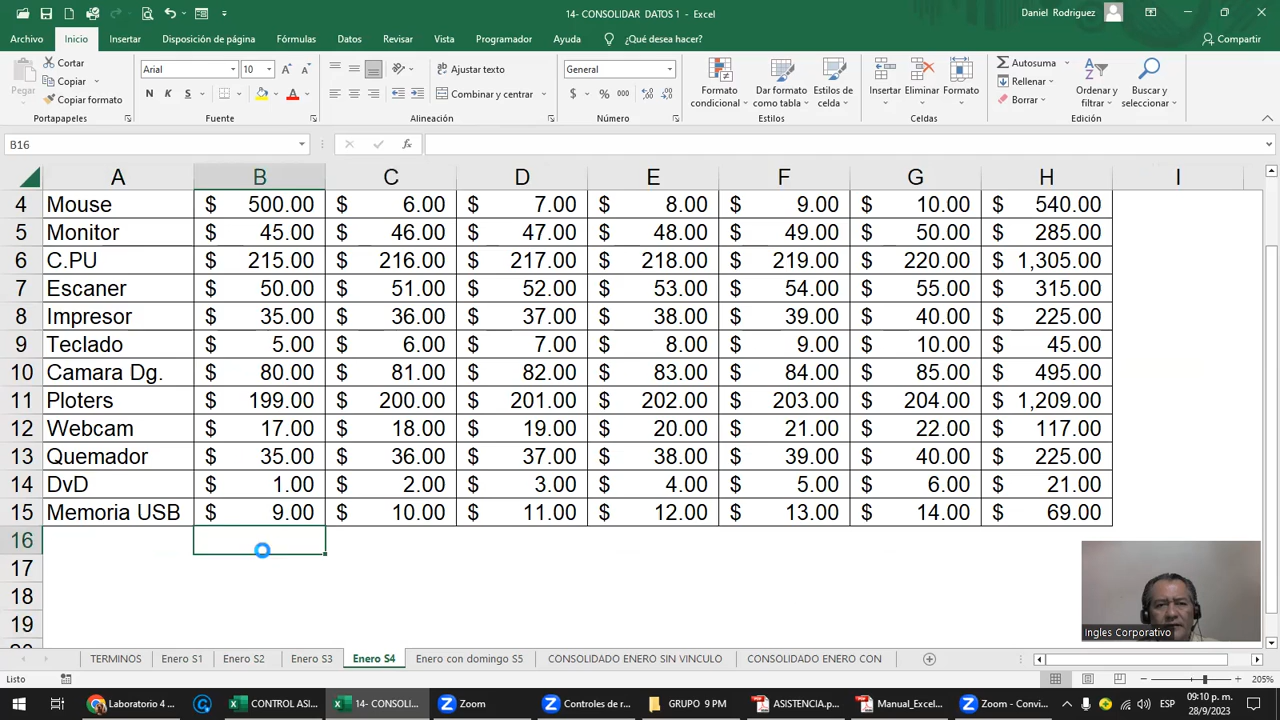 14- CONSOLIDAR DATOS 1 - Excel
Daniel Rodriguez
Archivo Inicio Insertar Disposición de página Fórmulas Datos Revisar Vista Programador Ayuda ¿Qué desea hacer? Compartir
Pegar
Cortar
Copiar
Copiar formato
Portapapeles
Arial 10
N K S
Fuente
Ajustar texto
Combinar y centrar
Alineación
General
$ % 000
Número
Formato condicional
Dar formato como tabla
Estilos de celda
Estilos
Insertar Eliminar Formato
Celdas
Autosuma
Rellenar
Borrar
Ordenar y filtrar
Buscar y seleccionar
Edición
B16 fx
A B C D E F G H I
4 Mouse $ 500.00 $ 6.00 $ 7.00 $ 8.00 $ 9.00 $ 10.00 $ 540.00
5 Monitor $ 45.00 $ 46.00 $ 47.00 $ 48.00 $ 49.00 $ 50.00 $ 285.00
6 C.PU $ 215.00 $ 216.00 $ 217.00 $ 218.00 $ 219.00 $ 220.00 $ 1,305.00
7 Escaner $ 50.00 $ 51.00 $ 52.00 $ 53.00 $ 54.00 $ 55.00 $ 315.00
8 Impresor $ 35.00 $ 36.00 $ 37.00 $ 38.00 $ 39.00 $ 40.00 $ 225.00
9 Teclado $ 5.00 $ 6.00 $ 7.00 $ 8.00 $ 9.00 $ 10.00 $ 45.00
10 Camara Dg. $ 80.00 $ 81.00 $ 82.00 $ 83.00 $ 84.00 $ 85.00 $ 495.00
11 Ploters $ 199.00 $ 200.00 $ 201.00 $ 202.00 $ 203.00 $ 204.00 $ 1,209.00
12 Webcam $ 17.00 $ 18.00 $ 19.00 $ 20.00 $ 21.00 $ 22.00 $ 117.00
13 Quemador $ 35.00 $ 36.00 $ 37.00 $ 38.00 $ 39.00 $ 40.00 $ 225.00
14 DvD $ 1.00 $ 2.00 $ 3.00 $ 4.00 $ 5.00 $ 6.00 $ 21.00
15 Memoria USB $ 9.00 $ 10.00 $ 11.00 $ 12.00 $ 13.00 $ 14.00 $ 69.00
16
17
18
19
Ingles Corporativo
TERMINOS Enero S1 Enero S2 Enero S3 Enero S4 Enero con domingo S5 CONSOLIDADO ENERO SIN VINCULO CONSOLIDADO ENERO CON
Listo 205%
Laboratorio 4 ... CONTROL ASI... 14- CONSOLI... Zoom Controles de r... GRUPO 9 PM ASISTENCIA.p... Manual_Excel... Zoom - Convi... ESP 09:10 p. m.
28/9/2023